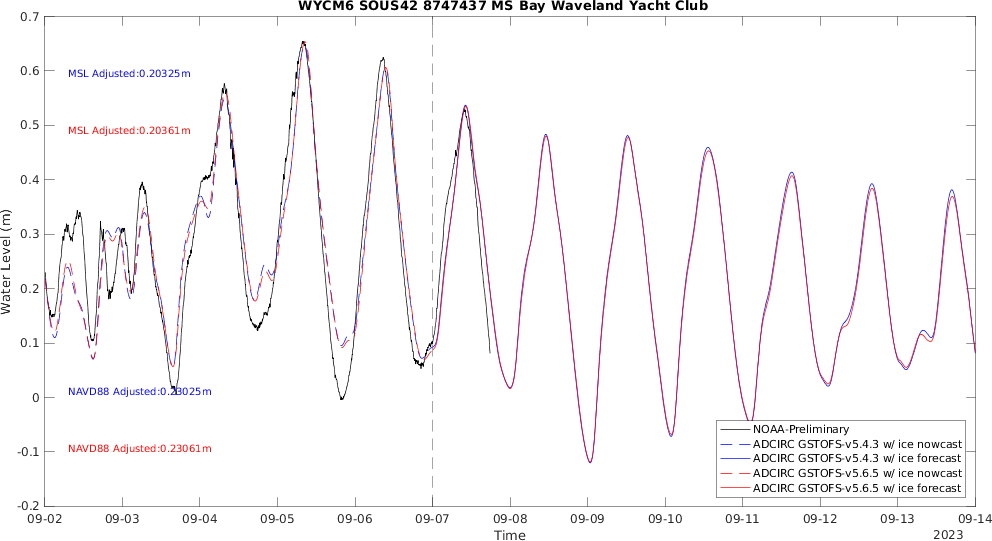 WYCM6 SOUS42 8747437 MS Bay Waveland Yacht Club
0.7
0.6
0.5
0.4
0.3
0.2
0.1
0
-0.1
-0.2
Water Level (m)
MSL Adjusted:0.20325m
MSL Adjusted:0.20361m
NAVD88 Adjusted:0.23025m
NAVD88 Adjusted:0.23061m
NOAA-Preliminary
ADCIRC GSTOFS-v5.4.3 w/ ice nowcast
ADCIRC GSTOFS-v5.4.3 w/ ice forecast
ADCIRC GSTOFS-v5.6.5 w/ ice nowcast
ADCIRC GSTOFS-v5.6.5 w/ ice forecast
09-02 09-03 09-04 09-05 09-06 09-07 09-08 09-09 09-10 09-11 09-12 09-13 09-14
Time
2023